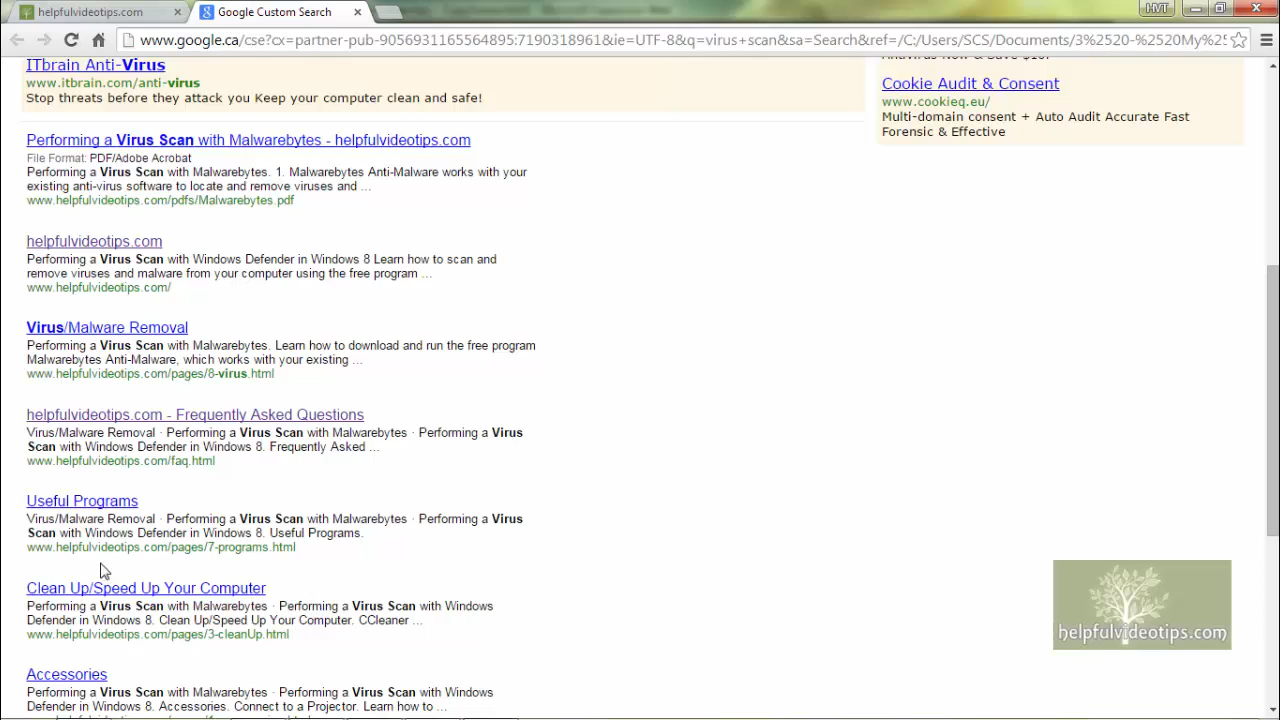 helpfulvideotips.com
Google Custom Search
HVT
www.google.ca/cse?cx=partner-pub-9056931165564895:7190318961&ie=UTF-8&q=virus+scan&sa=Search&ref=/C:/Users/SCS/Documents/3%2520-%2520My%25
ITbrain Anti-Virus
www.itbrain.com/anti-virus
Stop threats before they attack you Keep your computer clean and safe!
Cookie Audit & Consent
www.cookieq.eu/
Multi-domain consent + Auto Audit Accurate Fast
Forensic & Effective
Performing a Virus Scan with Malwarebytes - helpfulvideotips.com
File Format: PDF/Adobe Acrobat
Performing a Virus Scan with Malwarebytes. 1. Malwarebytes Anti-Malware works with your
existing anti-virus software to locate and remove viruses and ...
www.helpfulvideotips.com/pdfs/Malwarebytes.pdf
helpfulvideotips.com
Performing a Virus Scan with Windows Defender in Windows 8 Learn how to scan and
remove viruses and malware from your computer using the free program ...
www.helpfulvideotips.com/
Virus/Malware Removal
Performing a Virus Scan with Malwarebytes. Learn how to download and run the free program
Malwarebytes Anti-Malware, which works with your existing ...
www.helpfulvideotips.com/pages/8-virus.html
helpfulvideotips.com - Frequently Asked Questions
Virus/Malware Removal · Performing a Virus Scan with Malwarebytes · Performing a Virus
Scan with Windows Defender in Windows 8. Frequently Asked ...
www.helpfulvideotips.com/faq.html
Useful Programs
Virus/Malware Removal · Performing a Virus Scan with Malwarebytes · Performing a Virus
Scan with Windows Defender in Windows 8. Useful Programs.
www.helpfulvideotips.com/pages/7-programs.html
Clean Up/Speed Up Your Computer
Performing a Virus Scan with Malwarebytes · Performing a Virus Scan with Windows
Defender in Windows 8. Clean Up/Speed Up Your Computer. CCleaner ...
www.helpfulvideotips.com/pages/3-cleanUp.html
helpfulvideotips.com
Accessories
Performing a Virus Scan with Malwarebytes · Performing a Virus Scan with Windows
Defender in Windows 8. Accessories. Connect to a Projector. Learn how to ...